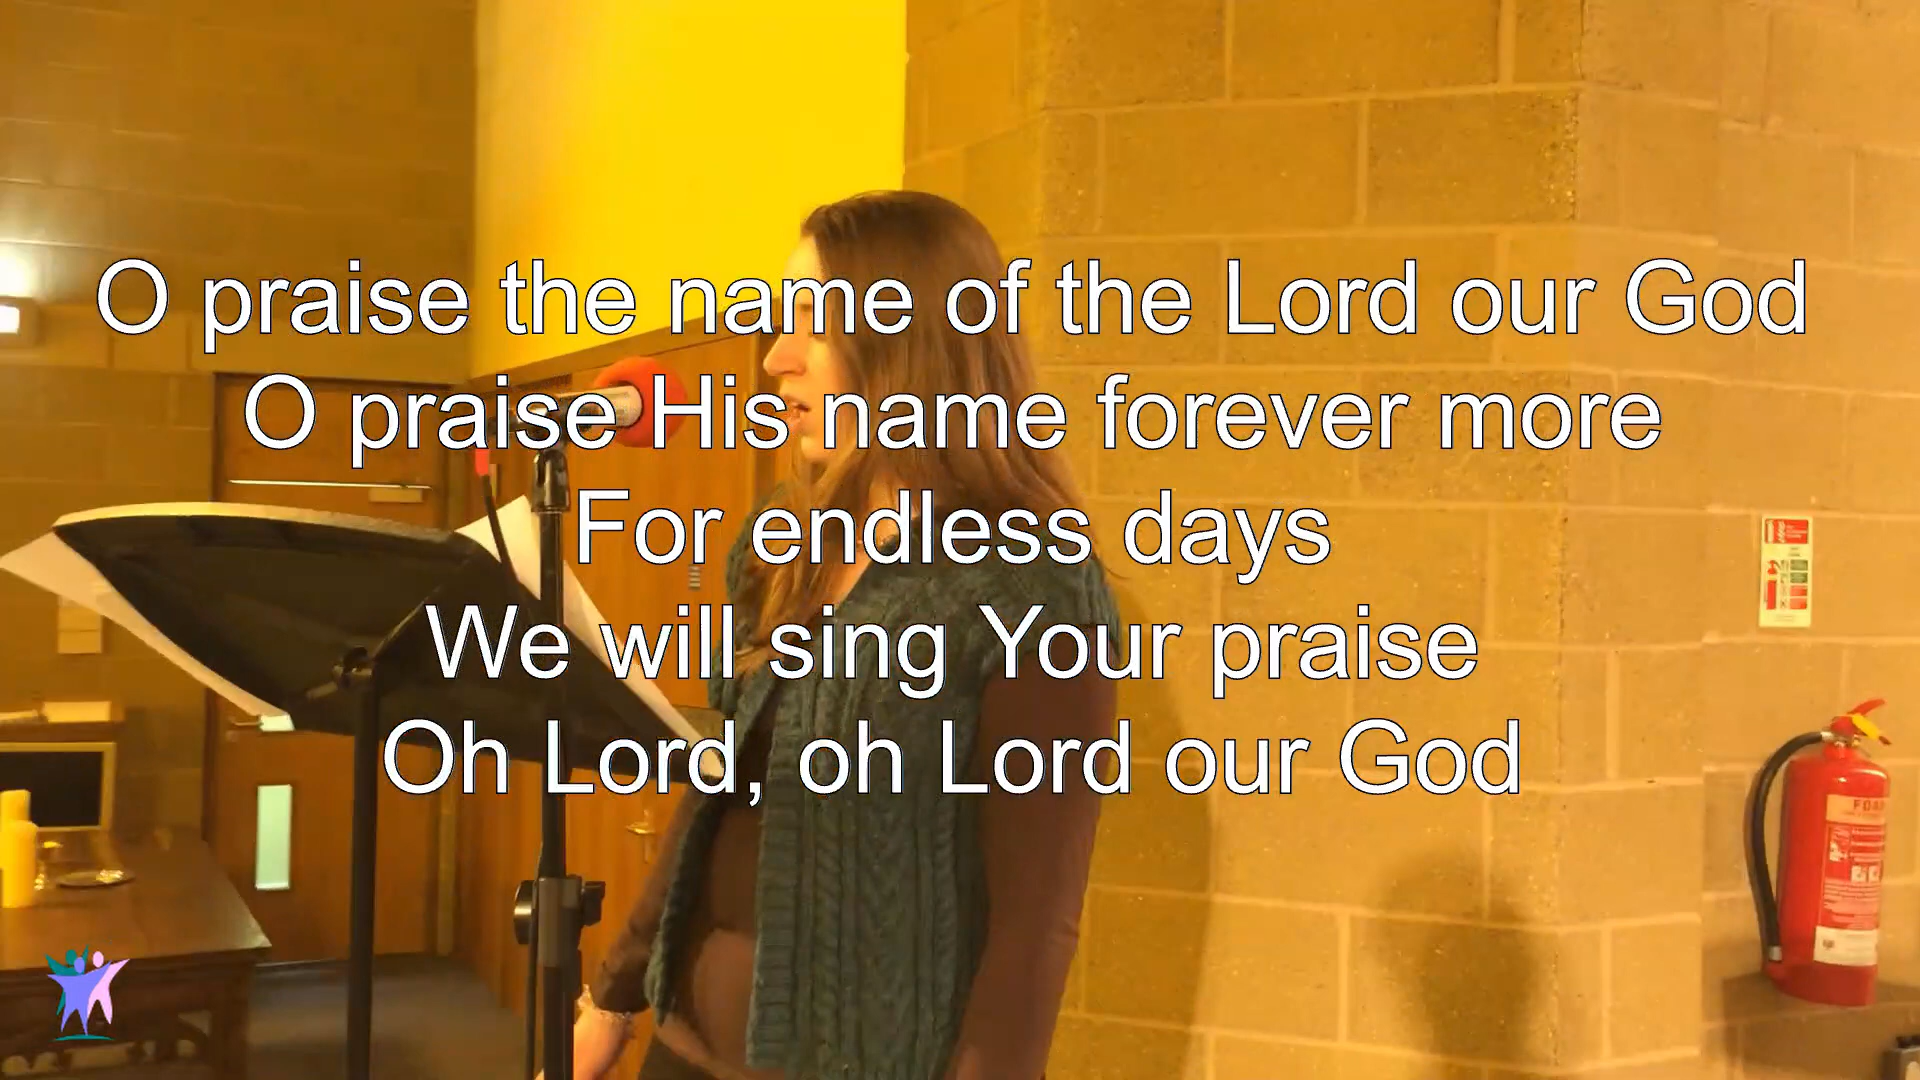 O praise the name of the Lord our God
O praise His name forever more
For endless days
We will sing Your praise
Oh Lord, oh Lord our God
FOAM